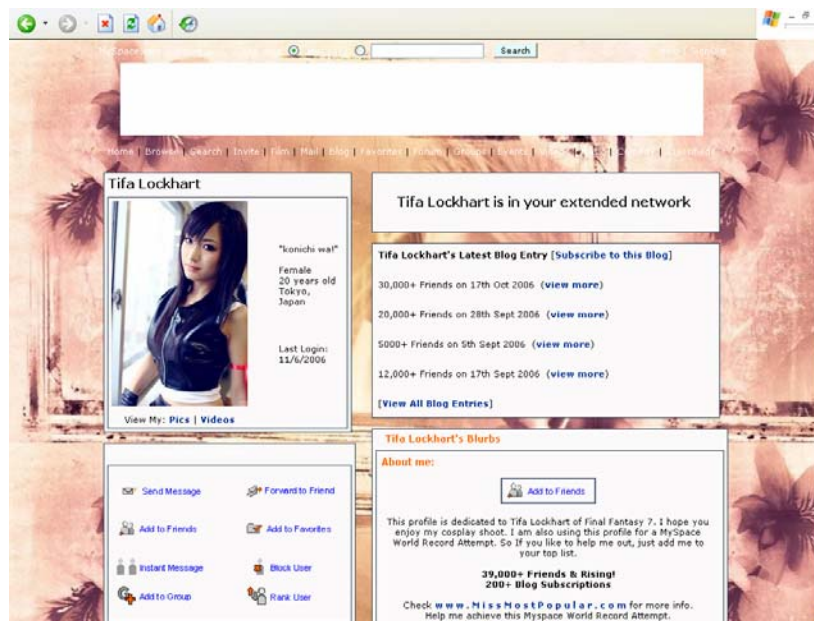 Search
Home | Browse | Search | Invite | Film | Mail | Blog | Favorites | Forum | Groups | Events |
Tifa Lockhart
"konichi wa!"
Female
20 years old
Tokyo,
Japan
Last Login:
11/6/2006
View My: Pics | Videos
Send Message
Forward to Friend
Add to Friends
Add to Favorites
Instant Message
Block User
Add to Group
Rank User
Tifa Lockhart is in your extended network
Tifa Lockhart's Latest Blog Entry [Subscribe to this Blog]
30,000+ Friends on 17th Oct 2006 (view more)
20,000+ Friends on 28th Sept 2006 (view more)
5000+ Friends on 5th Sept 2006 (view more)
12,000+ Friends on 17th Sept 2006 (view more)
[View All Blog Entries]
Tifa Lockhart's Blurbs
About me:
Add to Friends
This profile is dedicated to Tifa Lockhart of Final Fantasy 7. I hope you
enjoy my cosplay shoot. I am also using this profile for a MySpace
World Record Attempt. So If you like to help me out, just add me to
your top list.
39,000+ Friends & Rising!
200+ Blog Subscriptions
Check www.MissMostPopular.com for more info.
Help me achieve this Myspace World Record Attempt.